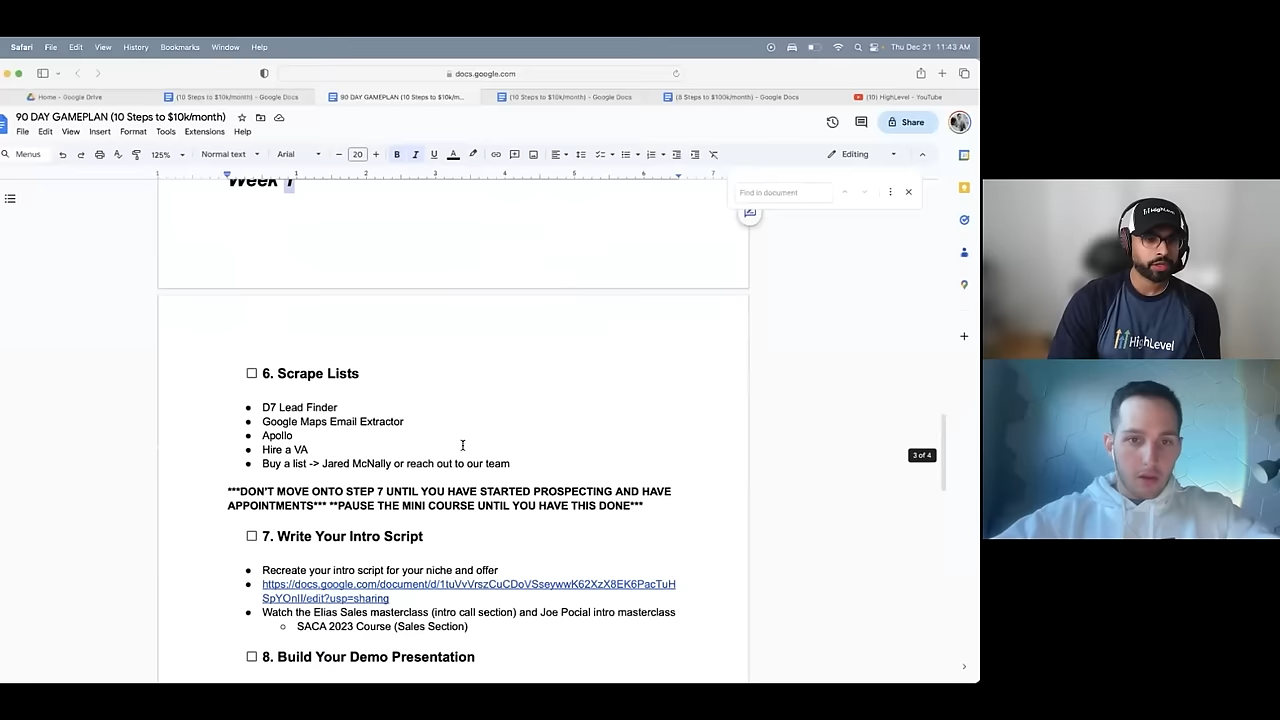 Safari File Edit View History Bookmarks Window Help Thu Dec 21 11:43 AM
docs.google.com
Home - Google Drive (10 Steps to $10k/month) - Google Docs 90 DAY GAMEPLAN (10 Steps to $10k/m... (10 Steps to $10k/month) - Google Docs (8 Steps to $100k/month) - Google Docs (10) HighLevel - YouTube
90 DAY GAMEPLAN (10 Steps to $10k/month)
Share
File Edit View Insert Format Tools Extensions Help
Menus 125% Normal text Arial 20 B I U A Editing
1 1 2 3 4 5 6 7
Find in document
Week 1
☐ 6. Scrape Lists
● D7 Lead Finder
● Google Maps Email Extractor
● Apollo
● Hire a VA
● Buy a list -> Jared McNally or reach out to our team
3 of 4
***DON'T MOVE ONTO STEP 7 UNTIL YOU HAVE STARTED PROSPECTING AND HAVE
APPOINTMENTS*** **PAUSE THE MINI COURSE UNTIL YOU HAVE THIS DONE***
☐ 7. Write Your Intro Script
● Recreate your intro script for your niche and offer
● https://docs.google.com/document/d/1tuVvVrszCuCDoVSseywwK62XzX8EK6PacTuH
SpYOnII/edit?usp=sharing
● Watch the Elias Sales masterclass (intro call section) and Joe Pocial intro masterclass
○ SACA 2023 Course (Sales Section)
☐ 8. Build Your Demo Presentation
HighLevel
HighLevel